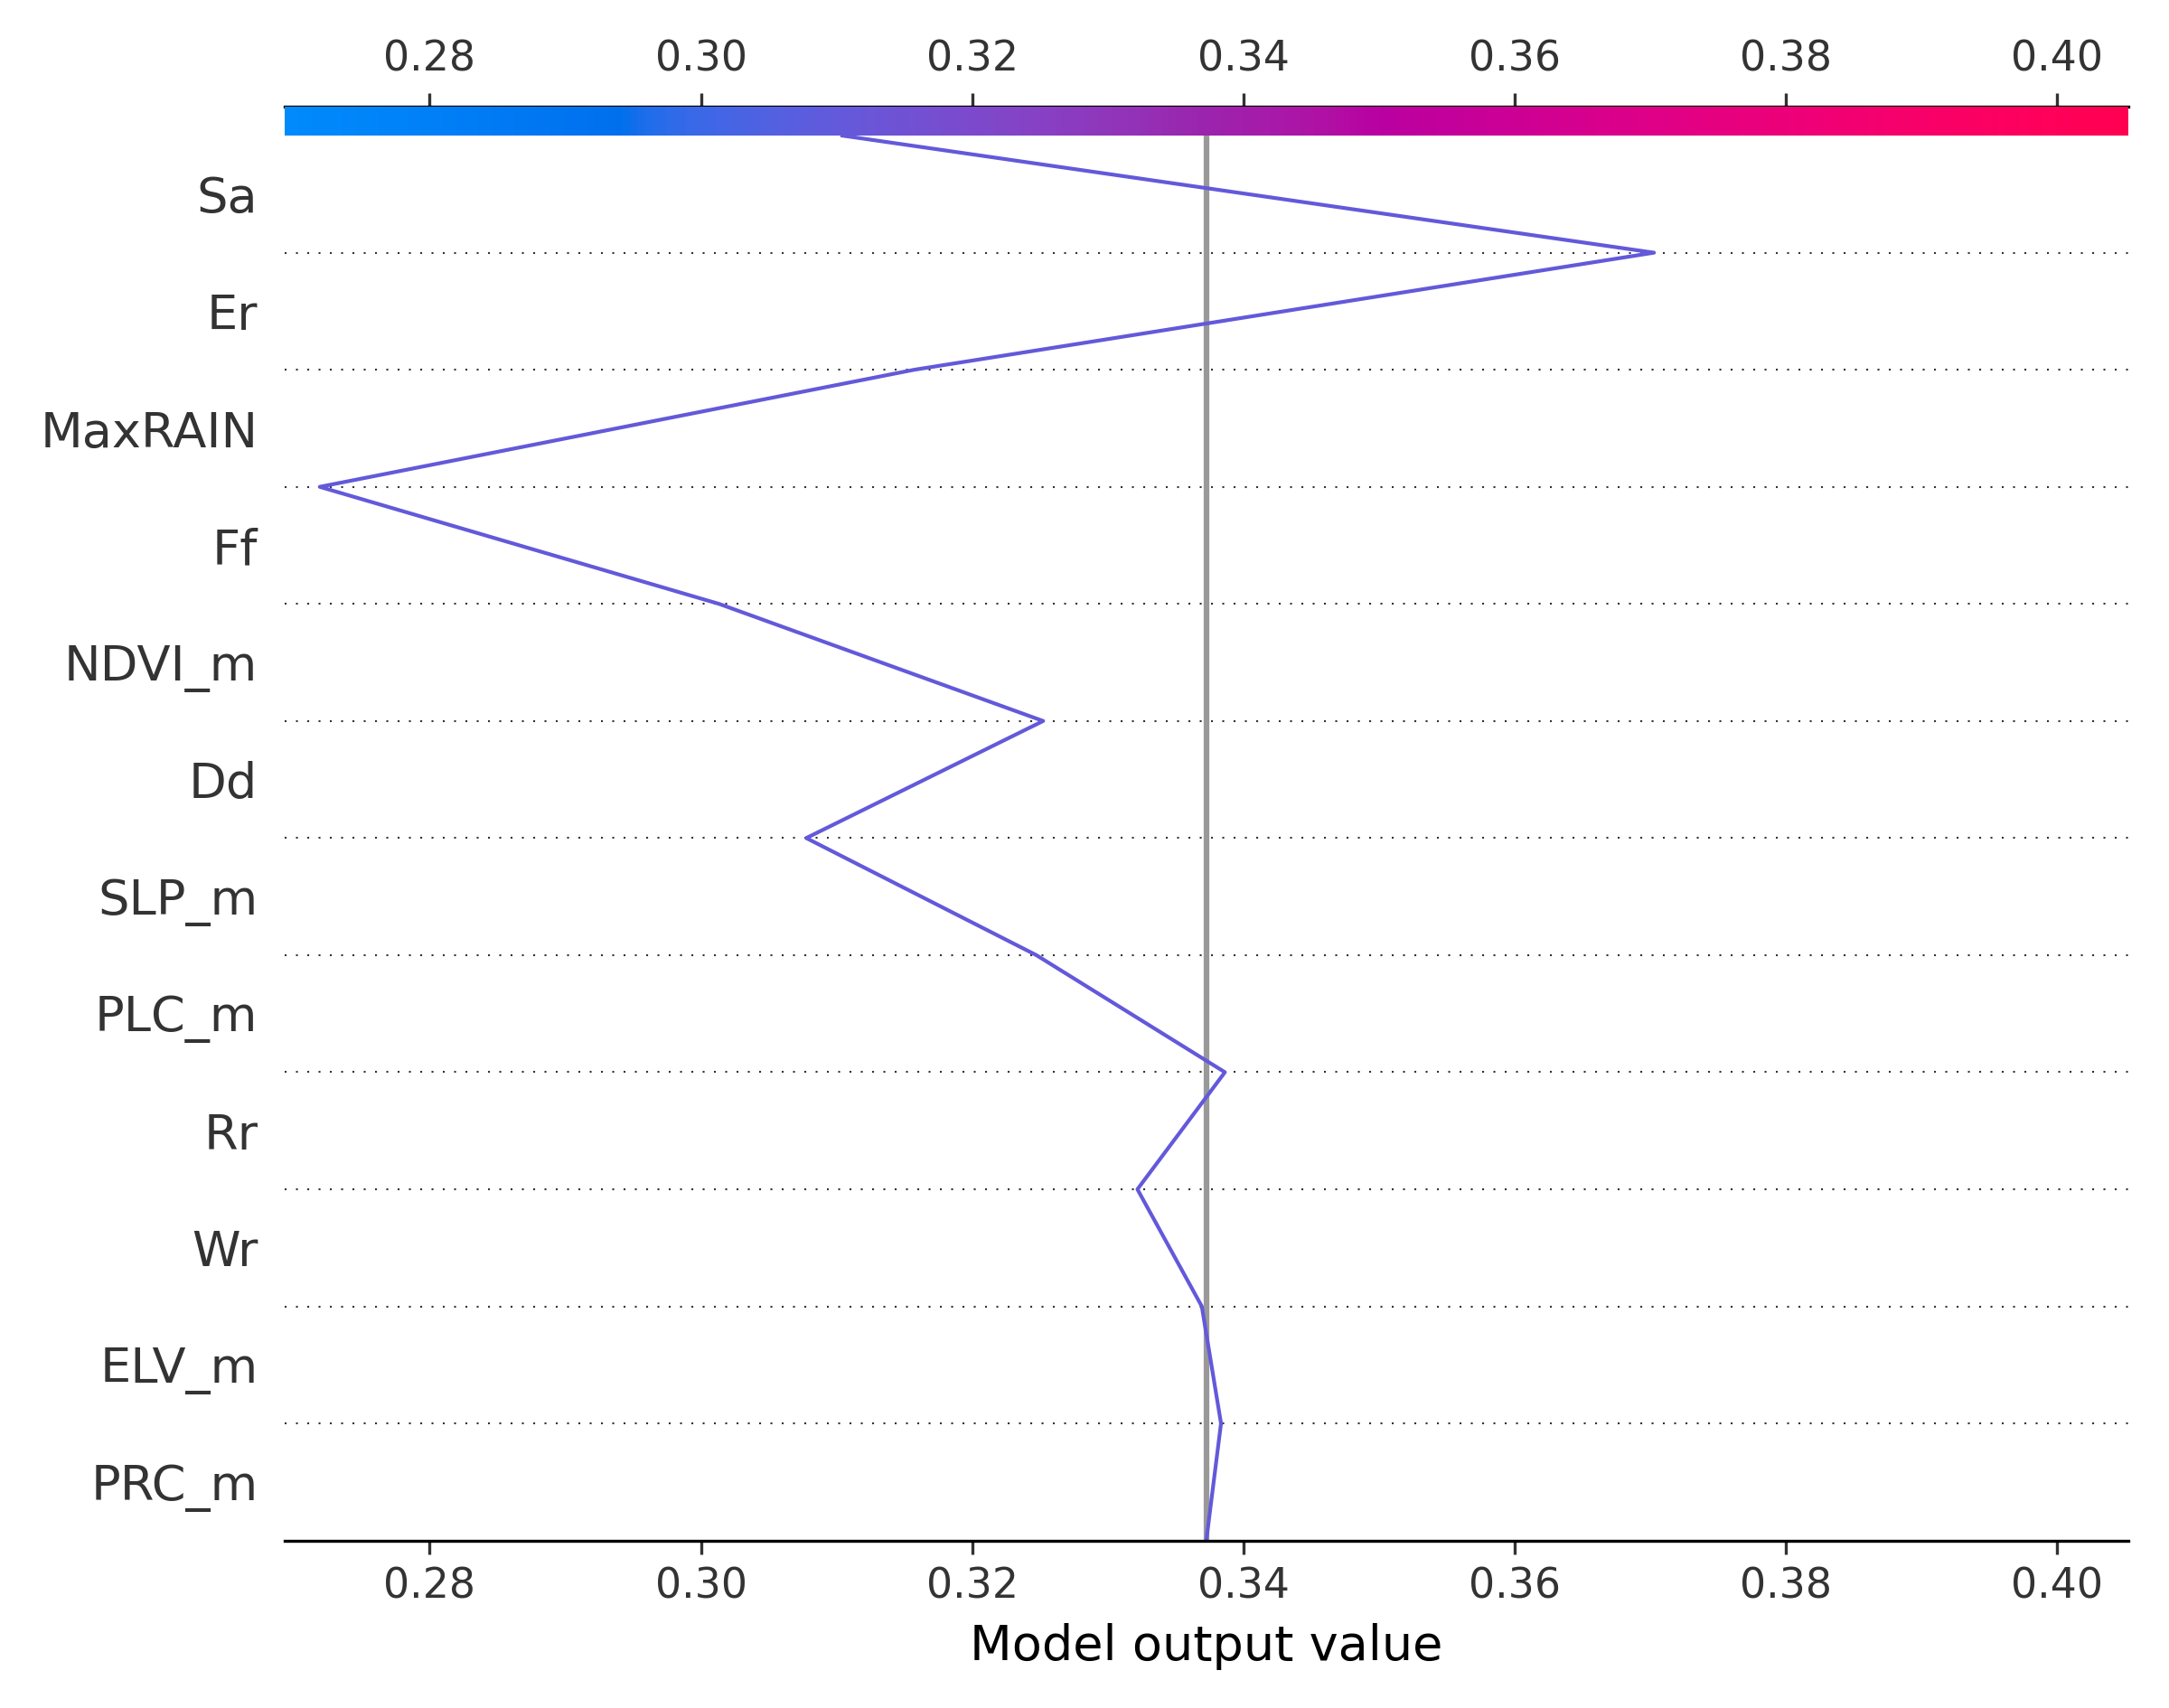 0.28 0.30 0.32 0.34 0.36 0.38 0.40
Sa
Er
MaxRAIN
Ff
NDVI_m
Dd
SLP_m
PLC_m
Rr
Wr
ELV_m
PRC_m
0.28 0.30 0.32 0.34 0.36 0.38 0.40
Model output value